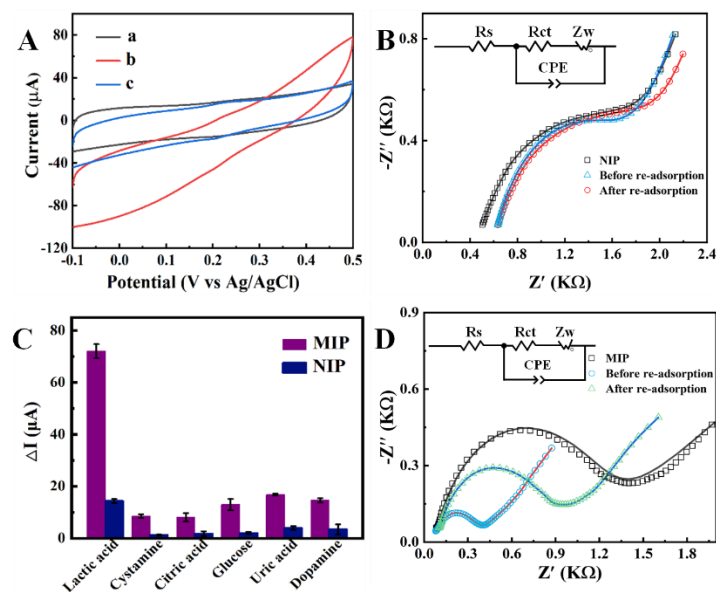 A
a
b
c
Current (μA)
80
40
0
-40
-80
-120
-0.1 0.0 0.1 0.2 0.3 0.4 0.5
Potential (V vs Ag/AgCl)
B
Rs Rct Zw
CPE
NIP
Before re-adsorption
After re-adsorption
-Z″ (KΩ)
0.8
0.4
0.0
0.0 0.4 0.8 1.2 1.6 2.0 2.4
Z′ (KΩ)
C
MIP
NIP
△I (μA)
80
60
40
20
0
Lactic acid
Cystamine
Citric acid
Glucose
Uric acid
Dopamine
D
Rs Rct Zw
CPE
MIP
Before re-adsorption
After re-adsorption
-Z″ (KΩ)
0.9
0.6
0.3
0.0
0.0 0.3 0.6 0.9 1.2 1.5 1.8
Z′ (KΩ)